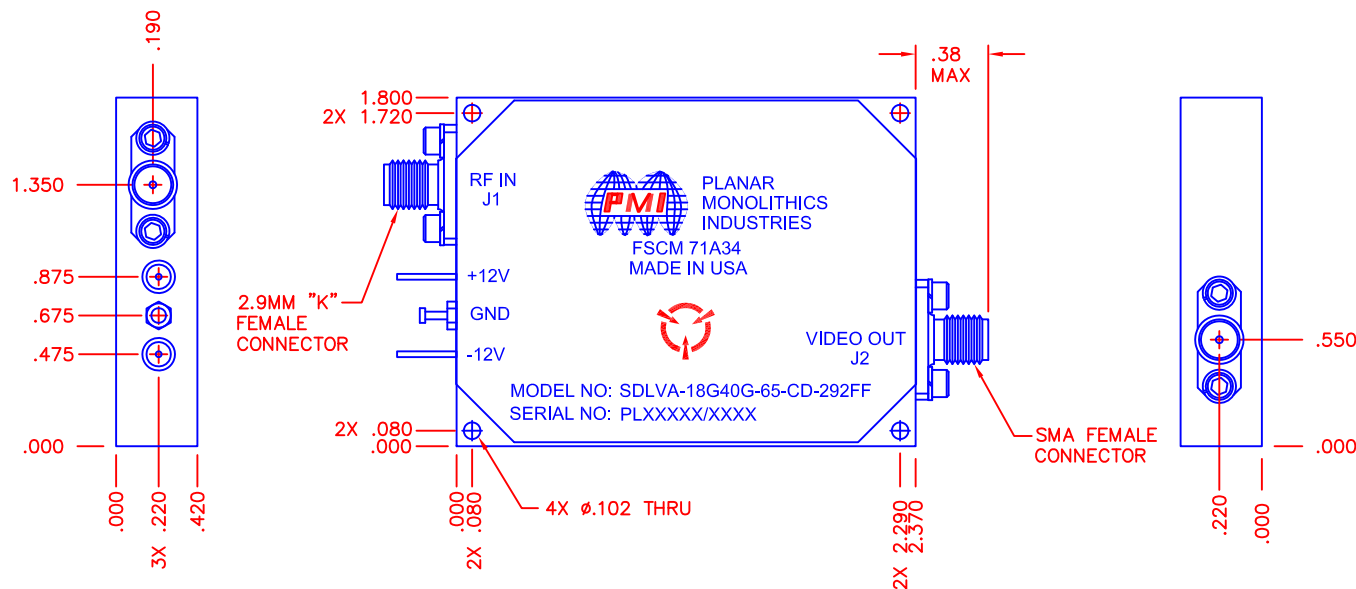 .190
1.350
.875
.675
.475
.000
.000
3X .220
.420
2.9MM "K"
FEMALE
CONNECTOR
1.800
2X 1.720
2X .080
.000
.000
2X .080
4X Ø.102 THRU
RF IN
J1
+12V
GND
-12V
PMI
PLANAR
MONOLITHICS
INDUSTRIES
FSCM 71A34
MADE IN USA
VIDEO OUT
J2
MODEL NO: SDLVA-18G40G-65-CD-292FF
SERIAL NO: PLXXXXX/XXXX
.38
MAX
2X 2.290
2.370
SMA FEMALE
CONNECTOR
.550
.000
.220
.000